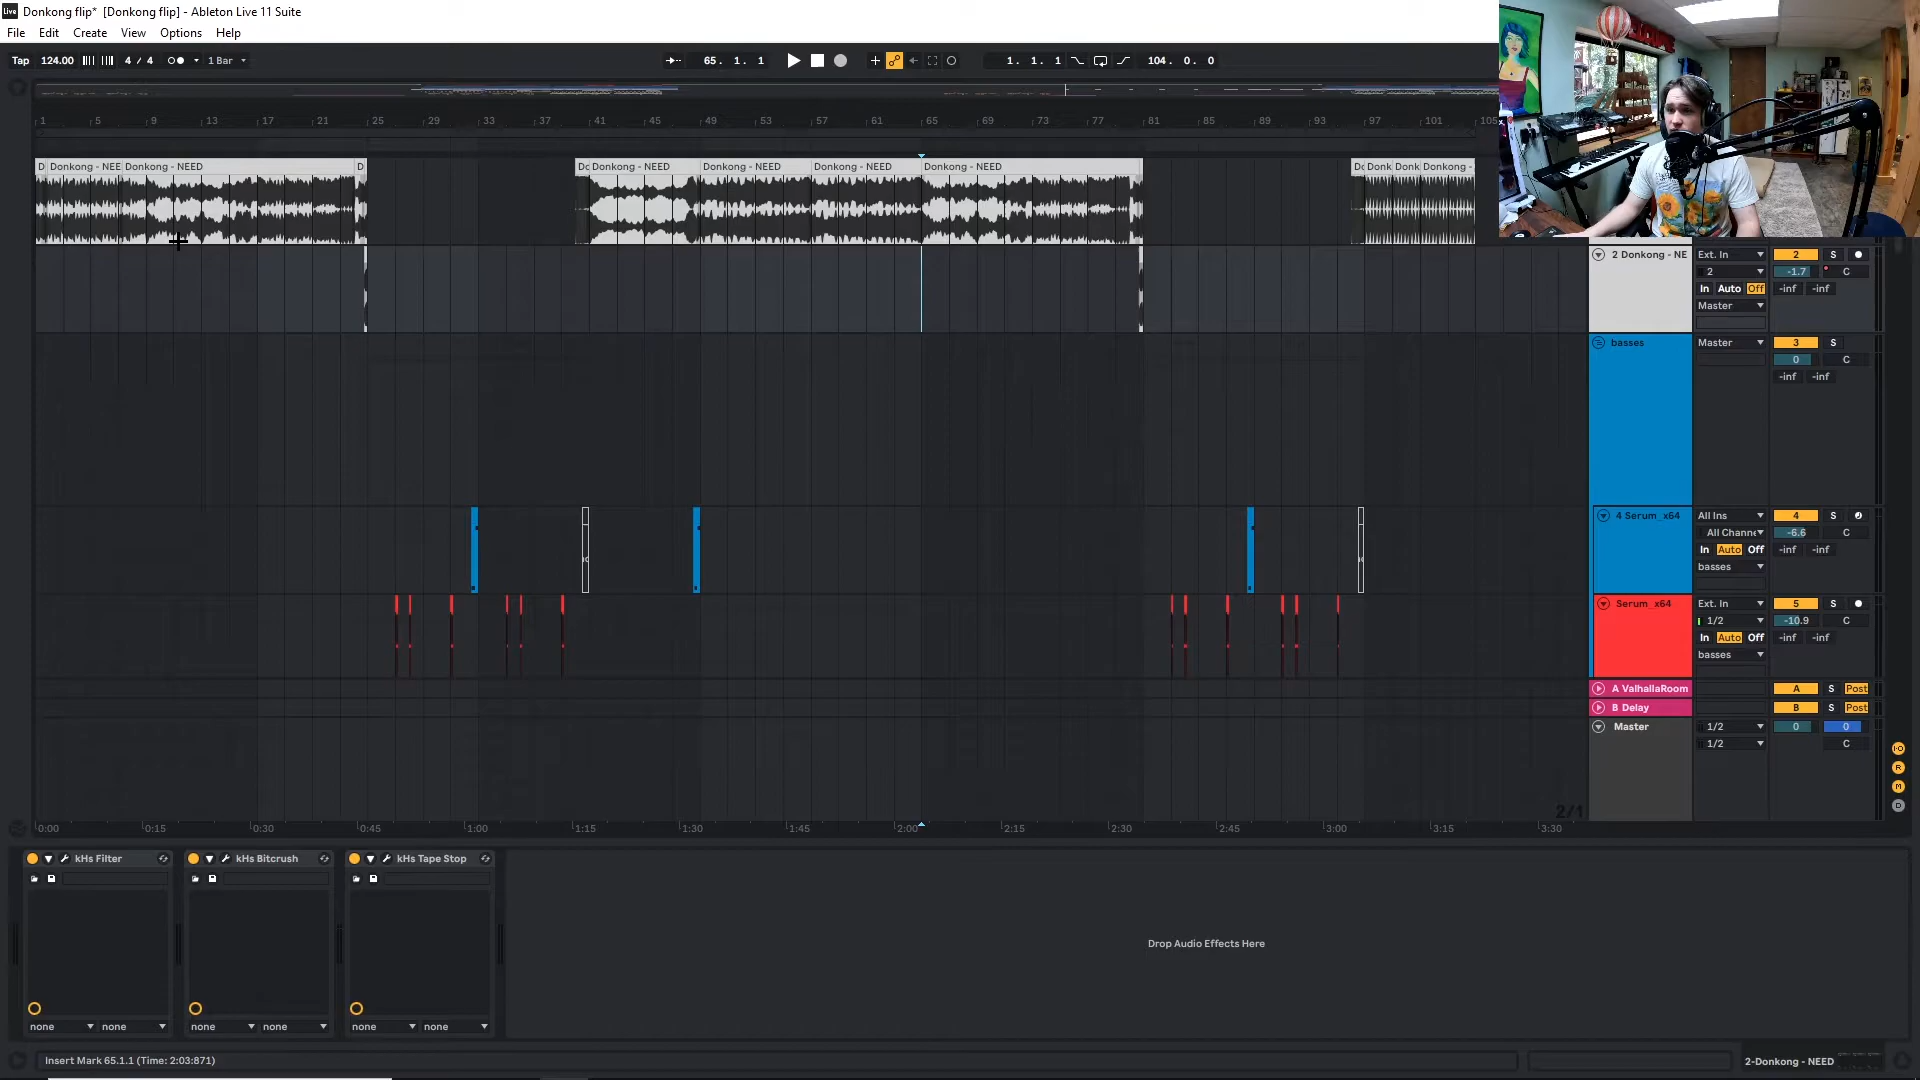 Live Donkong flip* [Donkong flip] - Ableton Live 11 Suite
File Edit Create View Options Help
Tap 124.00 4 / 4 1 Bar 65. 1. 1 1. 1. 1 104. 0. 0
1 5 9 13 17 21 25 29 33 37 41 45 49 53 57 61 65 69 73 77 81 85 89 93 97 101 105
D Donkong - NEE Donkong - NEED D Dc Donkong - NEED Donkong - NEED Donkong - NEED Donkong - NEED Dc Donk Donk Donkong -
2 Donkong - NE Ext. In 2 S
2 -1.7 C
In Auto Off -inf -inf
Master
basses Master 3 S
0 C
-inf -inf
4 Serum_x64 All Ins 4 S
All Channe -6.6 C
In Auto Off -inf -inf
basses
Serum_x64 Ext. In 5 S
1/2 -10.9 C
In Auto Off -inf -inf
basses
A ValhallaRoom A S Post
B Delay B S Post
Master 1/2 0 0
1/2 C
2/1
0:00 0:15 0:30 0:45 1:00 1:15 1:30 1:45 2:00 2:15 2:30 2:45 3:00 3:15 3:30
kHs Filter kHs Bitcrush kHs Tape Stop
Drop Audio Effects Here
none none none none none none
Insert Mark 65.1.1 (Time: 2:03:871) 2-Donkong - NEED